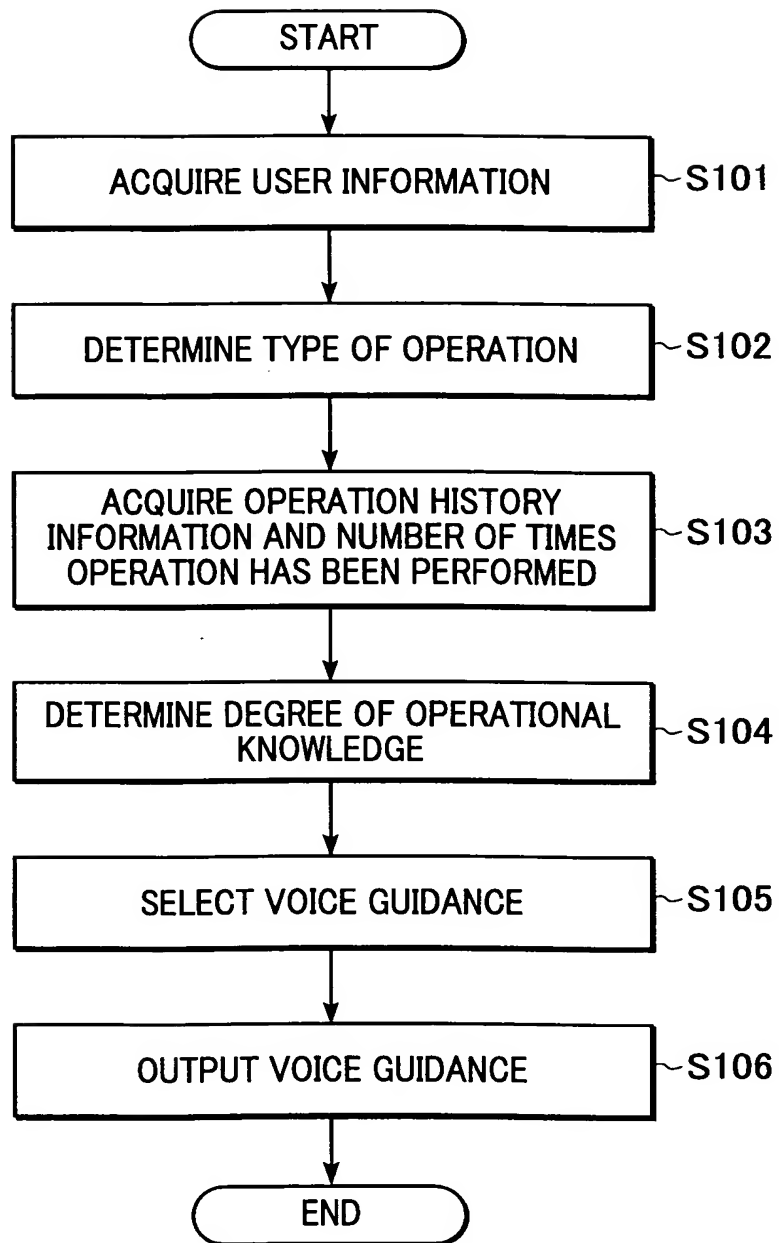 START
ACQUIRE USER INFORMATION
S101
DETERMINE TYPE OF OPERATION
S102
ACQUIRE OPERATION HISTORY
INFORMATION AND NUMBER OF TIMES
OPERATION HAS BEEN PERFORMED
S103
DETERMINE DEGREE OF OPERATIONAL
KNOWLEDGE
S104
SELECT VOICE GUIDANCE
S105
OUTPUT VOICE GUIDANCE
S106
END